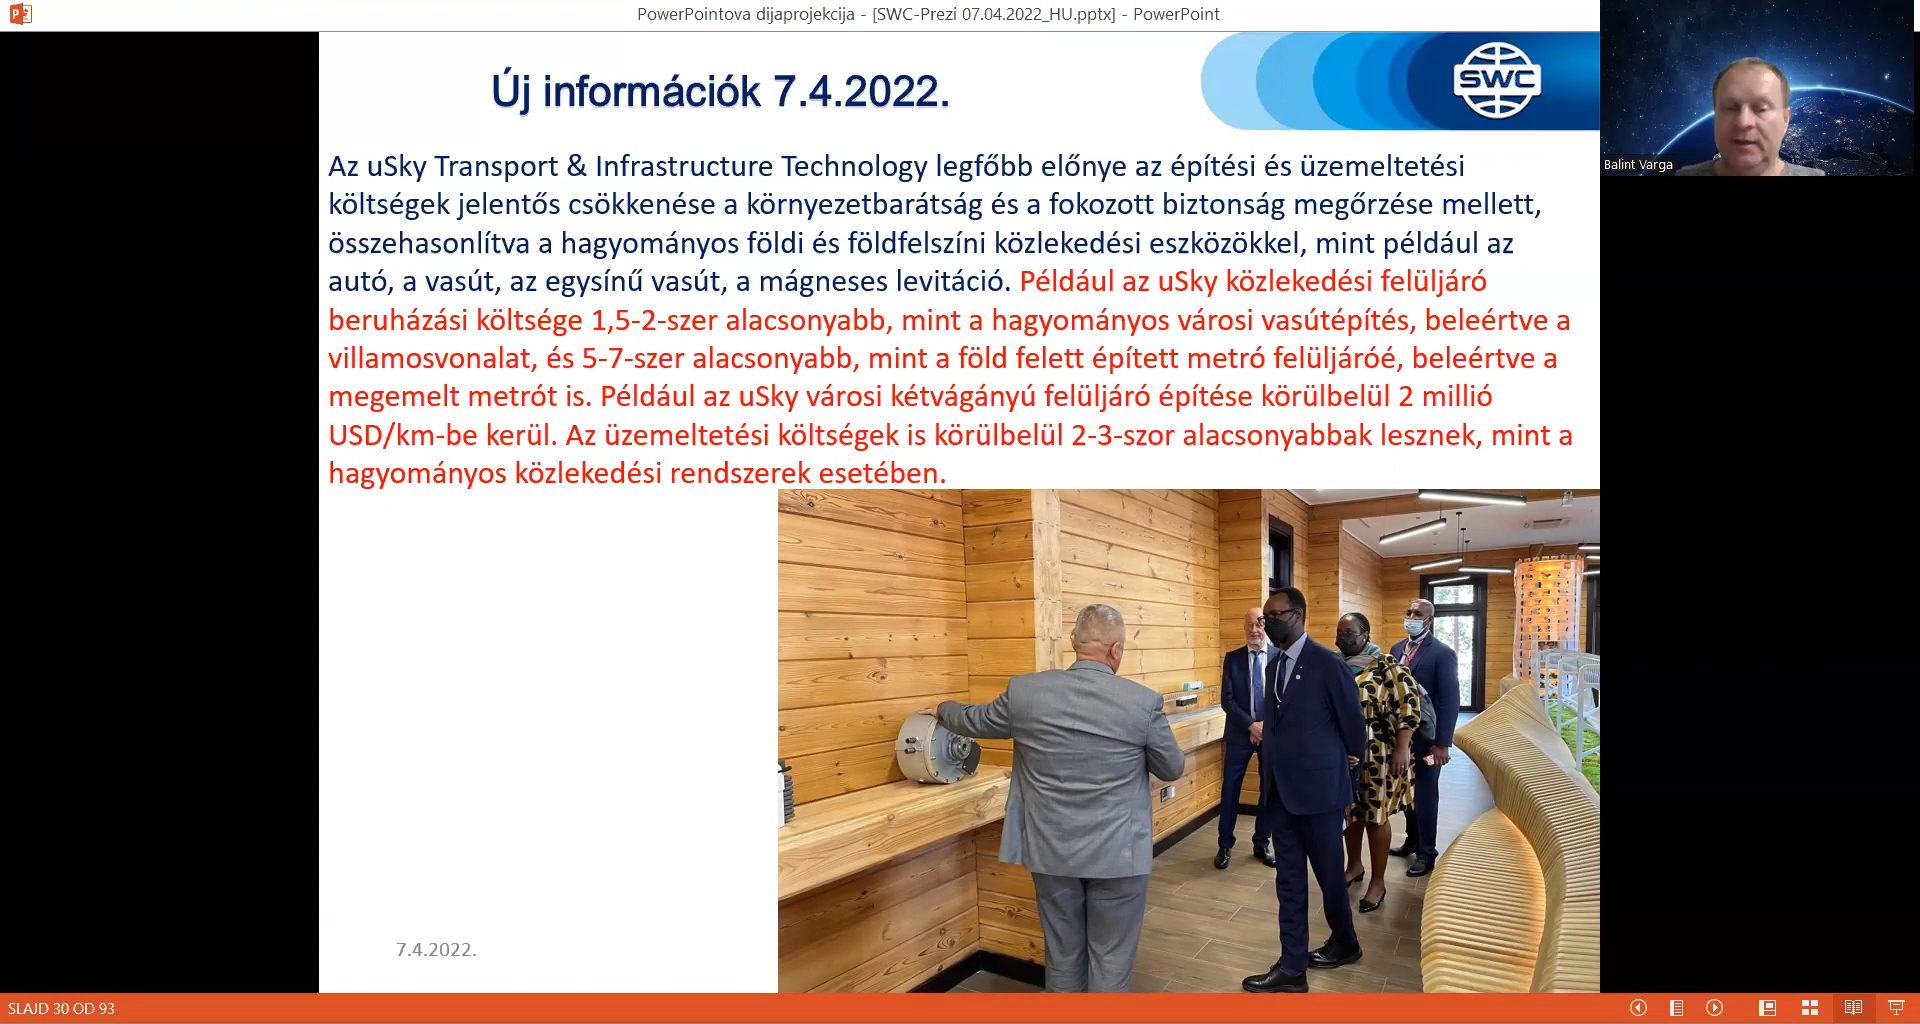 PowerPointova dijaprojekcija - [SWC-Prezi 07.04.2022_HU.pptx] - PowerPoint
Új információk 7.4.2022.
SWC
Balint Varga
Az uSky Transport & Infrastructure Technology legfőbb előnye az építési és üzemeltetési
költségek jelentős csökkenése a környezetbarátság és a fokozott biztonság megőrzése mellett,
összehasonlítva a hagyományos földi és földfelszíni közlekedési eszközökkel, mint például az
autó, a vasút, az egysínű vasút, a mágneses levitáció. Például az uSky közlekedési felüljáró
beruházási költsége 1,5-2-szer alacsonyabb, mint a hagyományos városi vasútépítés, beleértve a
villamosvonalat, és 5-7-szer alacsonyabb, mint a föld felett épített metró felüljáróé, beleértve a
megemelt metrót is. Például az uSky városi kétvágányú felüljáró építése körülbelül 2 millió
USD/km-be kerül. Az üzemeltetési költségek is körülbelül 2-3-szor alacsonyabbak lesznek, mint a
hagyományos közlekedési rendszerek esetében.
7.4.2022.
SLAJD 30 OD 93